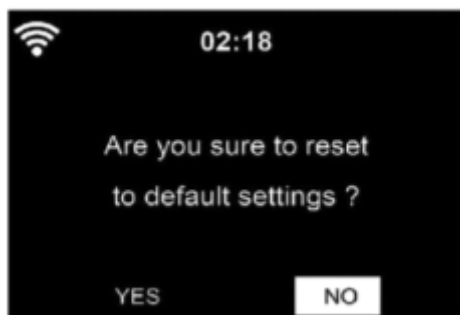 02:18
Are you sure to reset
to default settings ?
YES NO